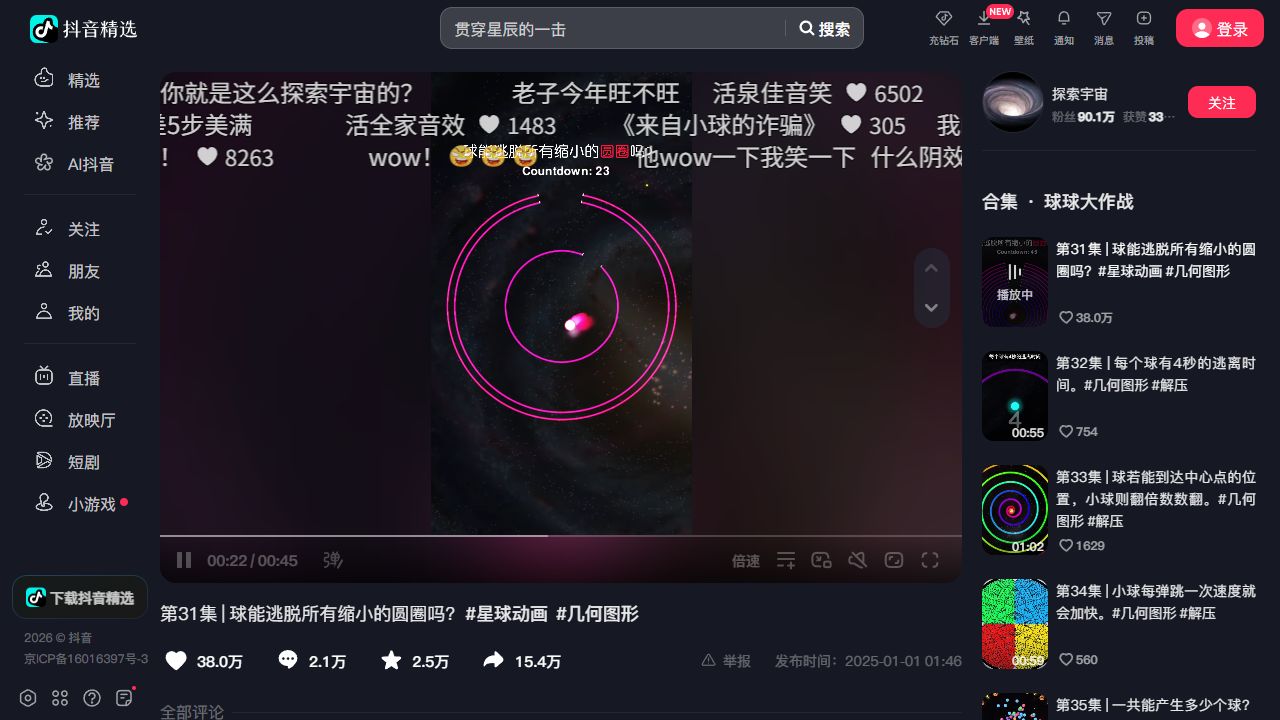 抖音精选
贯穿星辰的一击
搜索
充钻石
客户端
NEW
壁纸
通知
消息
投稿
登录
精选
推荐
AI抖音
关注
朋友
我的
直播
放映厅
短剧
小游戏
下载抖音精选
2026 © 抖音
京ICP备16016397号-3
你就是这么探索宇宙的？
老子今年旺不旺
活泉佳音笑
6502
5步美满
活全家音效
1483
《来自小球的诈骗》
305
我
！
8263
wow！
他wow一下我笑一下
什么阴效
球能逃脱所有缩小的圆圈吗
Countdown: 23
00:22 / 00:45
弹
倍速
第31集 | 球能逃脱所有缩小的圆圈吗？#星球动画 #几何图形
38.0万
2.1万
2.5万
15.4万
举报
发布时间：2025-01-01 01:46
全部评论
探索宇宙
粉丝90.1万 获赞33···
关注
合集 · 球球大作战
播放中
第31集 | 球能逃脱所有缩小的圆圈吗？#星球动画 #几何图形
38.0万
4
00:55
第32集 | 每个球有4秒的逃离时间。#几何图形 #解压
754
01:02
第33集 | 球若能到达中心点的位置，小球则翻倍数数翻。#几何图形 #解压
1629
00:59
第34集 | 小球每弹跳一次速度就会加快。#几何图形 #解压
560
第35集 | 一共能产生多少个球？